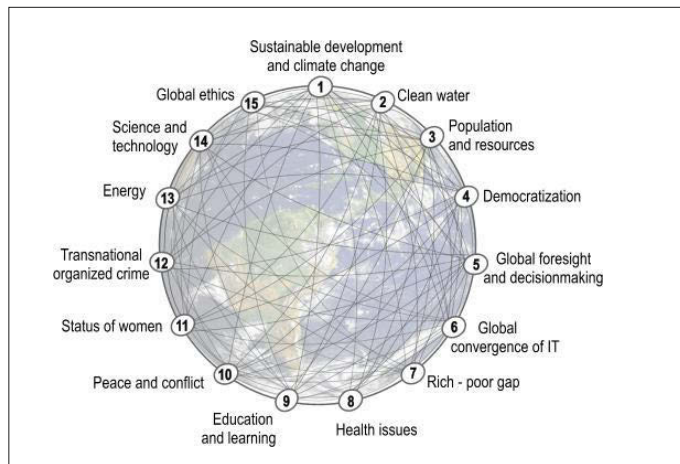 Sustainable development
and climate change
1
2
Clean water
3
Population
and resources
4
Democratization
5
Global foresight
and decisionmaking
6
Global
convergence of IT
7
Rich - poor gap
8
Health issues
9
Education
and learning
10
Peace and conflict
11
Status of women
12
Transnational
organized crime
13
Energy
14
Science and
technology
15
Global ethics